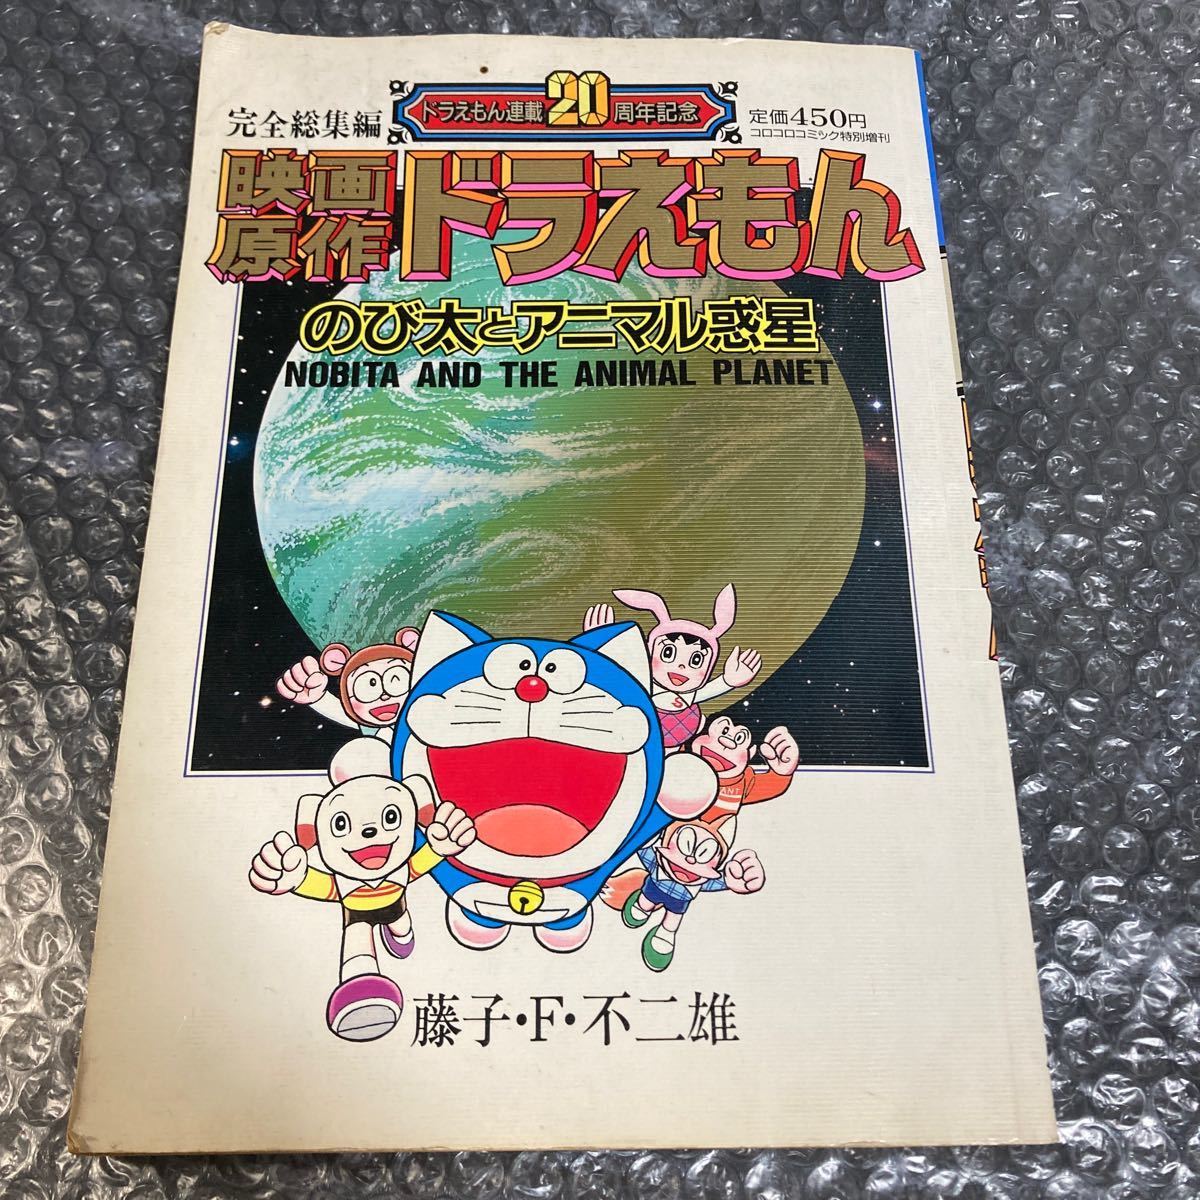 ドラえもん連載20周年記念
完全総集編
定価450円
コロコロコミック特別増刊
映画原作 ドラえもん
のび太とアニマル惑星
NOBITA AND THE ANIMAL PLANET
S
ANT
藤子・F・不二雄